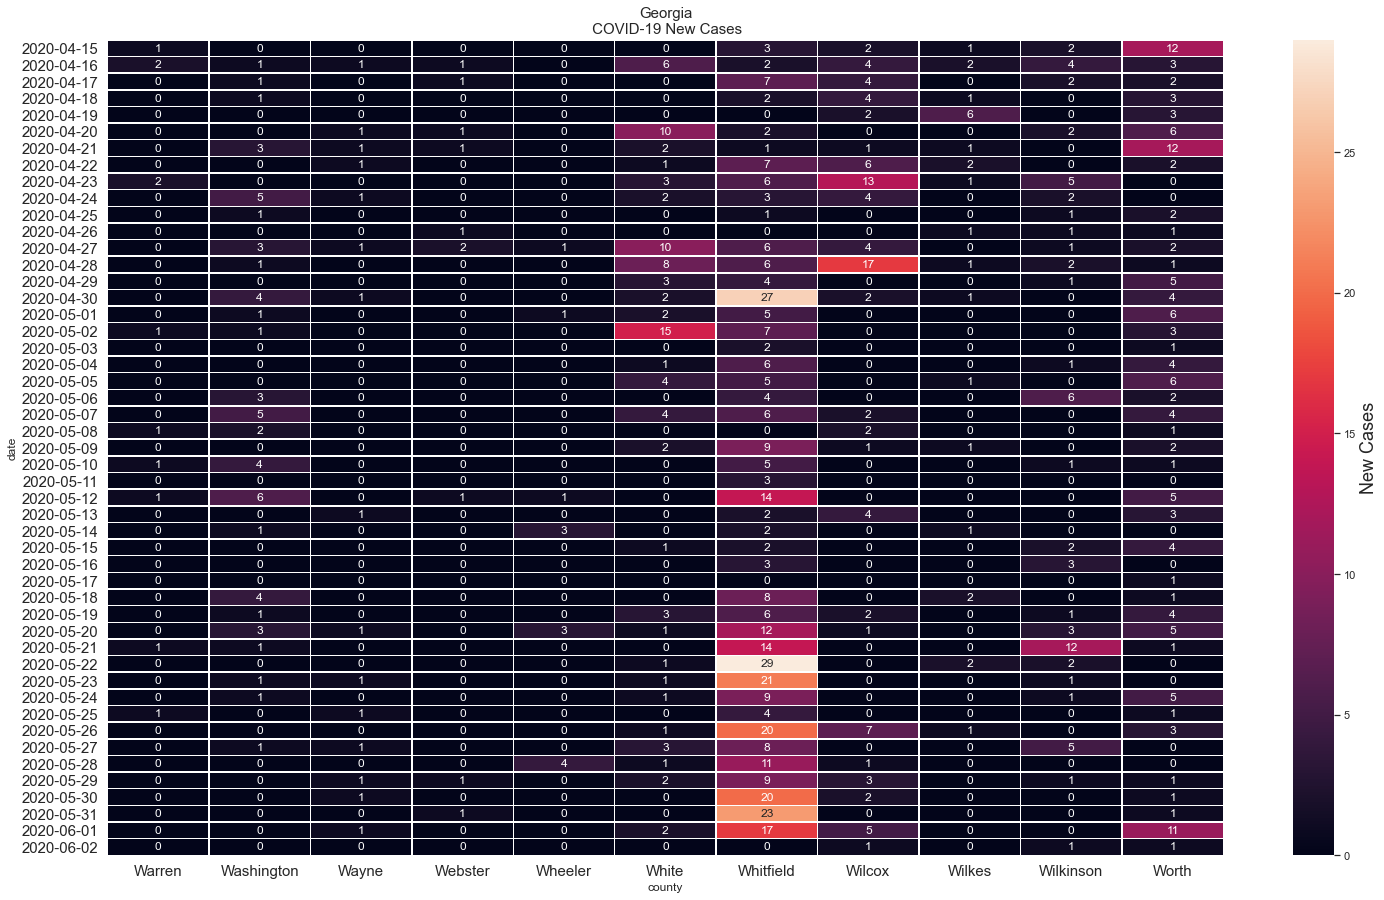 Georgia
COVID-19 New Cases
2020-04-15 1 0 0 0 0 0 3 2 1 2 12
2020-04-16 2 1 1 1 0 6 2 4 2 4 3
2020-04-17 0 1 0 1 0 0 7 4 0 2 2
2020-04-18 0 1 0 0 0 0 2 4 1 0 3
2020-04-19 0 0 0 0 0 0 0 2 6 0 3
2020-04-20 0 0 1 1 0 10 2 0 0 2 6
2020-04-21 0 3 1 1 0 2 1 1 1 0 12
2020-04-22 0 0 1 0 0 1 7 6 2 0 2
2020-04-23 2 0 0 0 0 3 6 13 1 5 0
2020-04-24 0 5 1 0 0 2 3 4 0 2 0
2020-04-25 0 1 0 0 0 0 1 0 0 1 2
2020-04-26 0 0 0 1 0 0 0 0 1 1 1
2020-04-27 0 3 1 2 1 10 6 4 0 1 2
2020-04-28 0 1 0 0 0 8 6 17 1 2 1
2020-04-29 0 0 0 0 0 3 4 0 0 1 5
2020-04-30 0 4 1 0 0 2 27 2 1 0 4
2020-05-01 0 1 0 0 1 2 5 0 0 0 6
2020-05-02 1 1 0 0 0 15 7 0 0 0 3
2020-05-03 0 0 0 0 0 0 2 0 0 0 1
2020-05-04 0 0 0 0 0 1 6 0 0 1 4
2020-05-05 0 0 0 0 0 4 5 0 1 0 6
2020-05-06 0 3 0 0 0 0 4 0 0 6 2
2020-05-07 0 5 0 0 0 4 6 2 0 0 4
2020-05-08 1 2 0 0 0 0 0 2 0 0 1
2020-05-09 0 0 0 0 0 2 9 1 1 0 2
2020-05-10 1 4 0 0 0 0 5 0 0 1 1
2020-05-11 0 0 0 0 0 0 3 0 0 0 0
2020-05-12 1 6 0 1 1 0 14 0 0 0 5
2020-05-13 0 0 1 0 0 0 2 4 0 0 3
2020-05-14 0 1 0 0 3 0 2 0 1 0 0
2020-05-15 0 0 0 0 0 1 2 0 0 2 4
2020-05-16 0 0 0 0 0 0 3 0 0 3 0
2020-05-17 0 0 0 0 0 0 0 0 0 0 1
2020-05-18 0 4 0 0 0 0 8 0 2 0 1
2020-05-19 0 1 0 0 0 3 6 2 0 1 4
2020-05-20 0 3 1 0 3 1 12 1 0 3 5
2020-05-21 1 1 0 0 0 0 14 0 0 12 1
2020-05-22 0 0 0 0 0 1 29 0 2 2 0
2020-05-23 0 1 1 0 0 1 21 0 0 1 0
2020-05-24 0 1 0 0 0 1 9 0 0 1 5
2020-05-25 1 0 1 0 0 0 4 0 0 0 1
2020-05-26 0 0 0 0 0 1 20 7 1 0 3
2020-05-27 0 1 1 0 0 3 8 0 0 5 0
2020-05-28 0 0 0 0 4 1 11 1 0 0 0
2020-05-29 0 0 1 1 0 2 9 3 0 1 1
2020-05-30 0 0 1 0 0 0 20 2 0 0 1
2020-05-31 0 0 0 1 0 0 23 0 0 0 1
2020-06-01 0 0 1 0 0 2 17 5 0 0 11
2020-06-02 0 0 0 0 0 0 0 1 0 1 1
date
Warren Washington Wayne Webster Wheeler White Whitfield Wilcox Wilkes Wilkinson Worth
county
25
20
15
10
5
0
New Cases